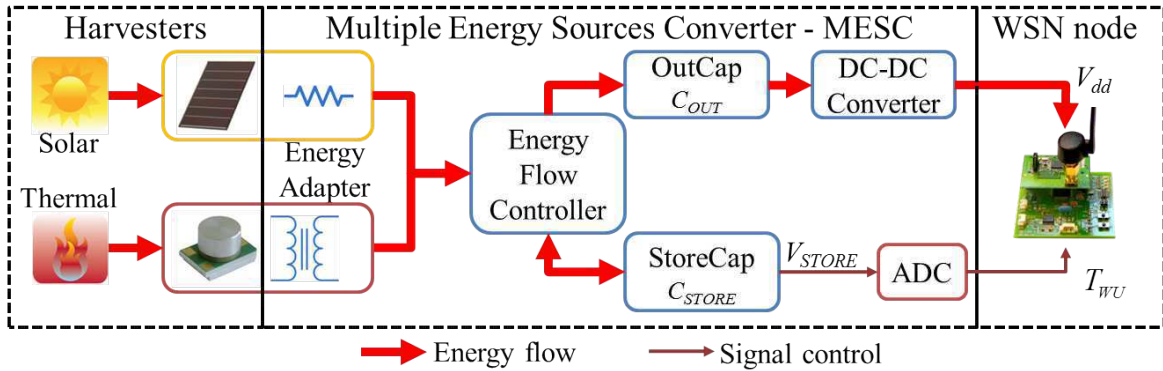 Harvesters
Multiple Energy Sources Converter - MESC
WSN node
Solar
Thermal
Energy
Adapter
Energy
Flow
Controller
OutCap
C_OUT
DC-DC
Converter
V_dd
StoreCap
C_STORE
V_STORE
ADC
T_WU
Energy flow
Signal control